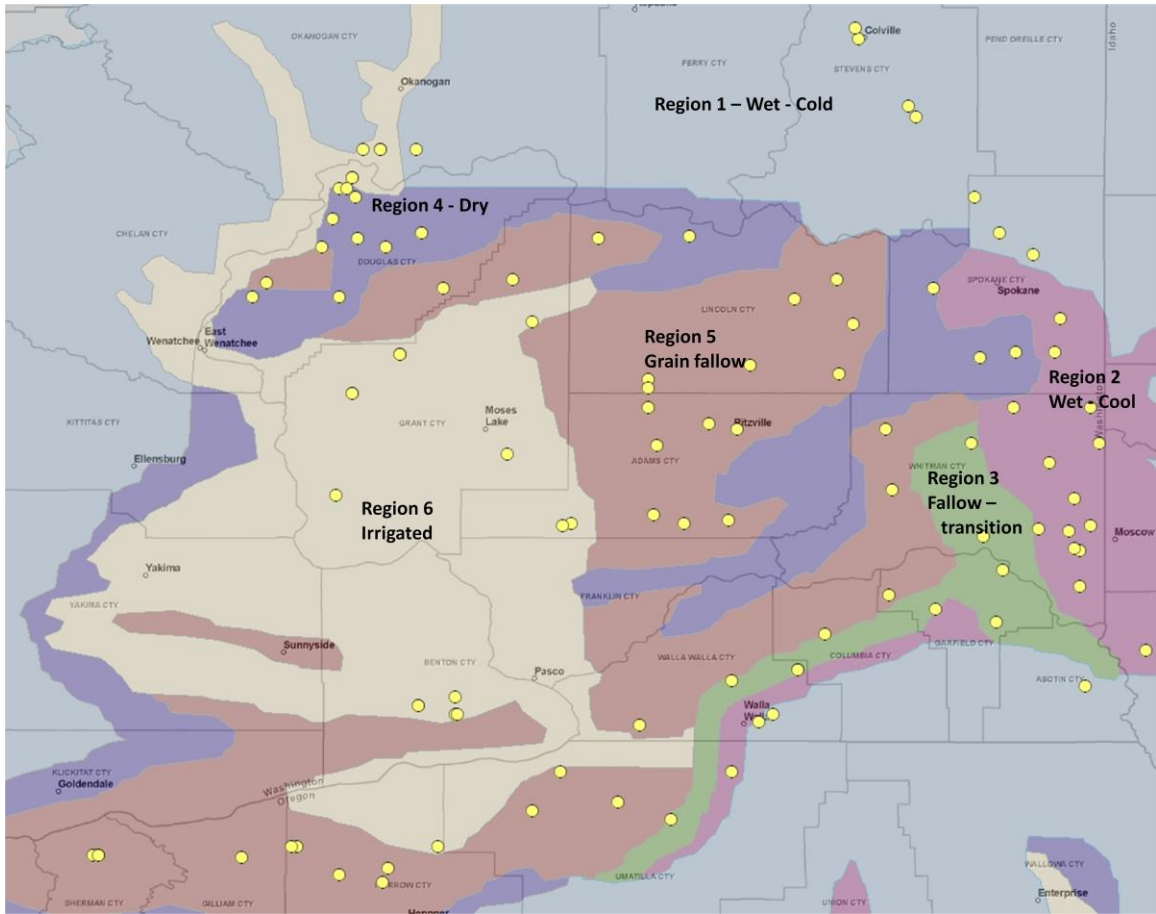 OKANOGAN CTY
Okanogan
FERRY CTY
Colville
STEVENS CTY
PEND OREILLE CTY
Idaho
Region 1 – Wet - Cold
Region 4 - Dry
CHELAN CTY
DOUGLAS CTY
SPOKANE CTY
Spokane
LINCOLN CTY
Wenatchee
East
Wenatchee
Region 5
Grain fallow
Region 2
Wet - Cool
Washington
KITTITAS CTY
GRANT CTY
Moses
Lake
Ritzville
Ellensburg
ADAMS CTY
WHITMAN CTY
Region 3
Fallow –
transition
Region 6
Irrigated
Moscow
Yakima
YAKIMA CTY
FRANKLIN CTY
Sunnyside
BENTON CTY
Pasco
WALLA WALLA CTY
COLUMBIA CTY
GARFIELD CTY
ASOTIN CTY
Walla
KLICKITAT CTY
Goldendale
Washington
Oregon
UMATILLA CTY
WALLOWA CTY
Enterprise
UNION CTY
SHERMAN CTY
GILLIAM CTY